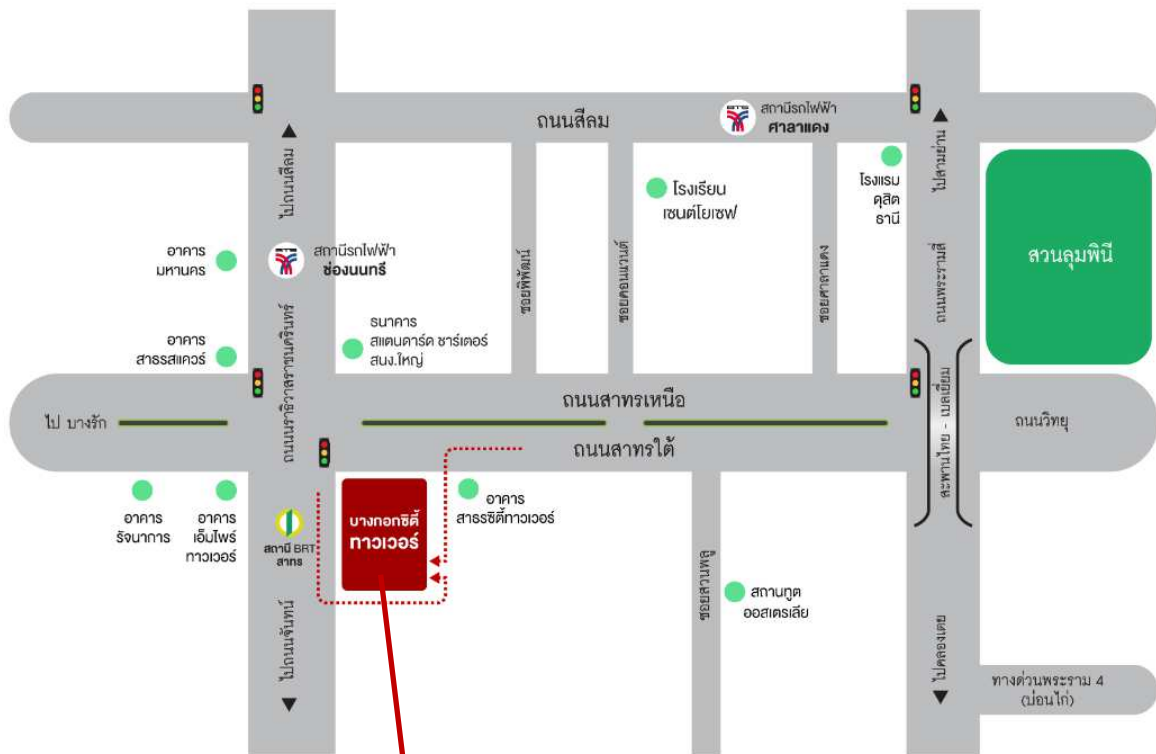 ถนนสีลม
BTS
สถานีรถไฟฟ้า
ศาลาแดง
ไปถนนสีลม
ไปสามย่าน
โรงเรียน
เซนต์โยเซฟ
โรงแรม
ดุสิต
ธานี
สวนลุมพินี
อาคาร
มหานคร
สถานีรถไฟฟ้า
ช่องนนทรี
ซอยพิพัฒน์
ซอยคอนแวนต์
ซอยศาลาแดง
ถนนพระรามสี่
อาคาร
สาธรสแควร์
ธนาคาร
สแตนดาร์ด ชาร์เตอร์
สนง.ใหญ่
ถนนนราธิวาสราชนครินทร์
ถนนสาทรเหนือ
ไป บางรัก
ถนนสาทรใต้
สะพานไทย - เบลเยี่ยม
ถนนวิทยุ
อาคาร
รัจนาการ
อาคาร
เอ็มไพร์
ทาวเวอร์
สถานี BRT
สาทร
บางกอกซิตี้
ทาวเวอร์
อาคาร
สาธรซิตี้ทาวเวอร์
ซอยสวนพลู
สถานทูต
ออสเตรเลีย
ไปถนนจันทน์
ไปคลองเตย
ทางด่วนพระราม 4
(บ่อนไก่)